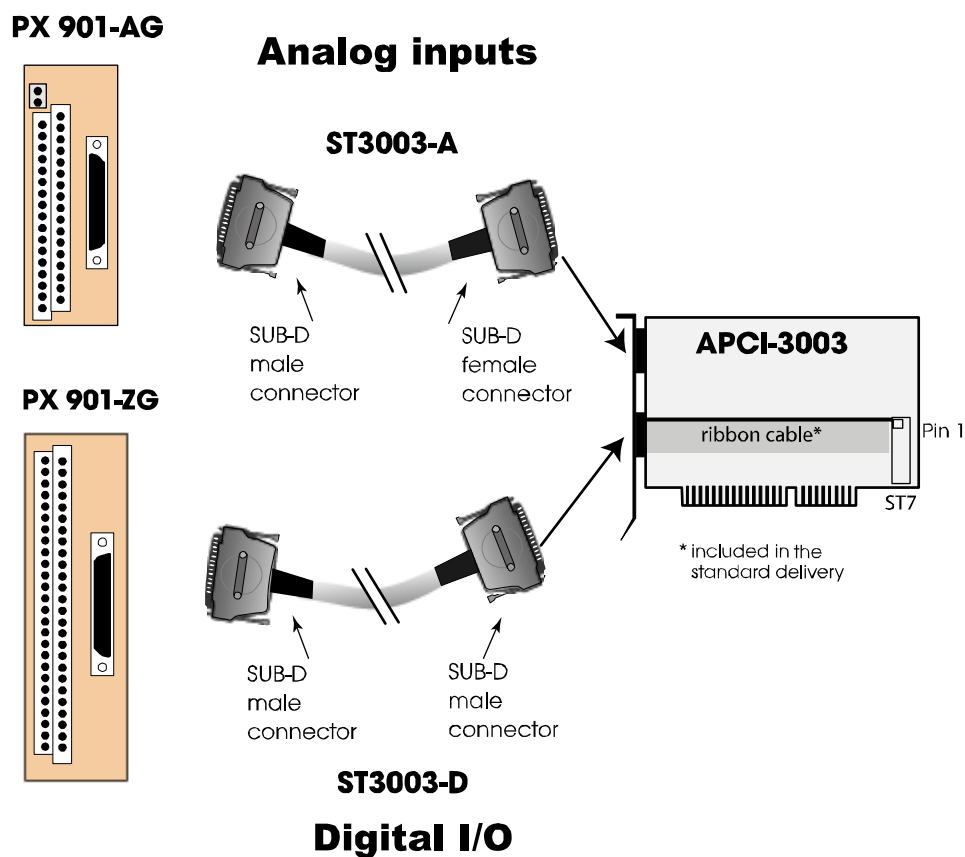 PX 901-AG
Analog inputs
ST3003-A
SUB-D
male
connector
SUB-D
female
connector
APCI-3003
ribbon cable*
Pin 1
ST7
* included in the
standard delivery
PX 901-ZG
SUB-D
male
connector
SUB-D
male
connector
ST3003-D
Digital I/O